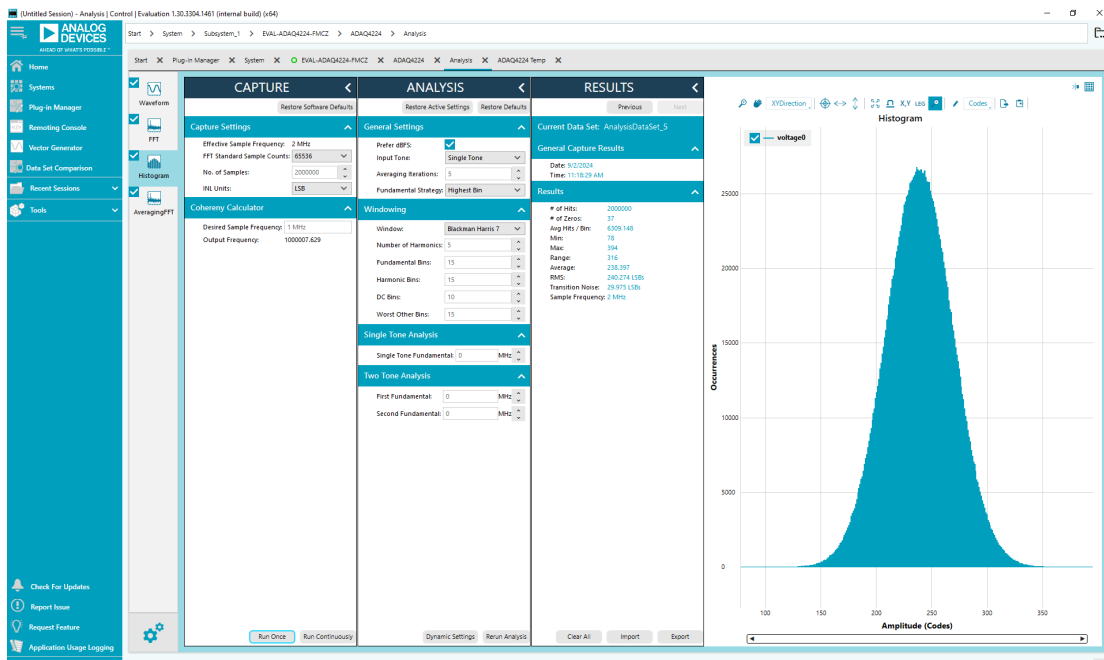 (Untitled Session) - Analysis | Control | Evaluation 1.30.3304.1461 (internal build) (x64)
ANALOG
DEVICES
AHEAD OF WHAT'S POSSIBLE™
Start > System > Subsystem_1 > EVAL-ADAQ4224-FMCZ > ADAQ4224 > Analysis
Start Plug-in Manager System EVAL-ADAQ4224-FMCZ ADAQ4224 Analysis ADAQ4224 Temp
Home
Systems
Plug-in Manager
Remoting Console
Vector Generator
Data Set Comparison
Recent Sessions
Tools
Check For Updates
Report Issue
Request Feature
Application Usage Logging
Waveform
FFT
Histogram
AveragingFFT
CAPTURE
Restore Software Defaults
Capture Settings
Effective Sample Frequency: 2 MHz
FFT Standard Sample Counts: 65536
No. of Samples: 2000000
INL Units: LSB
Coherency Calculator
Desired Sample Frequency: 1 MHz
Output Frequency: 1000007.629
Run Once Run Continuously
ANALYSIS
Restore Active Settings Restore Defaults
General Settings
Prefer dBFS:
Input Tone: Single Tone
Averaging Iterations: 5
Fundamental Strategy: Highest Bin
Windowing
Window: Blackman Harris 7
Number of Harmonics: 5
Fundamental Bins: 15
Harmonic Bins: 15
DC Bins: 10
Worst Other Bins: 15
Single Tone Analysis
Single Tone Fundamental: 0 MHz
Two Tone Analysis
First Fundamental: 0 MHz
Second Fundamental: 0 MHz
Dynamic Settings Rerun Analysis
RESULTS
Previous Next
Current Data Set: AnalysisDataSet_5
General Capture Results
Date: 9/2/2024
Time: 11:18:29 AM
Results
# of Hits: 2000000
# of Zeros: 37
Avg Hits / Bin: 6309.148
Min: 78
Max: 394
Range: 316
Average: 238.397
RMS: 240.274 LSBs
Transition Noise: 29.975 LSBs
Sample Frequency: 2 MHz
Clear All Import Export
XYDirection X,Y LEG Codes
Histogram
voltage0
25000
20000
15000
10000
5000
0
Occurrences
100 150 200 250 300 350
Amplitude (Codes)